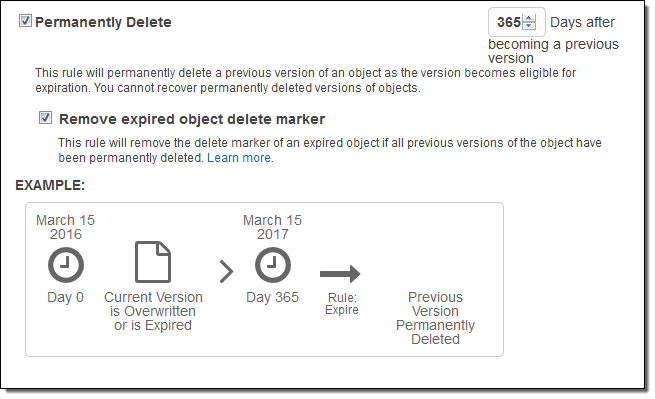 Permanently Delete
365 Days after
becoming a previous
version
This rule will permanently delete a previous version of an object as the version becomes eligible for
expiration. You cannot recover permanently deleted versions of objects.
Remove expired object delete marker
This rule will remove the delete marker of an expired object if all previous versions of the object have
been permanently deleted. Learn more.
EXAMPLE:
March 15
2016
Day 0
Current Version
is Overwritten
or is Expired
March 15
2017
Day 365
Rule:
Expire
Previous
Version
Permanently
Deleted